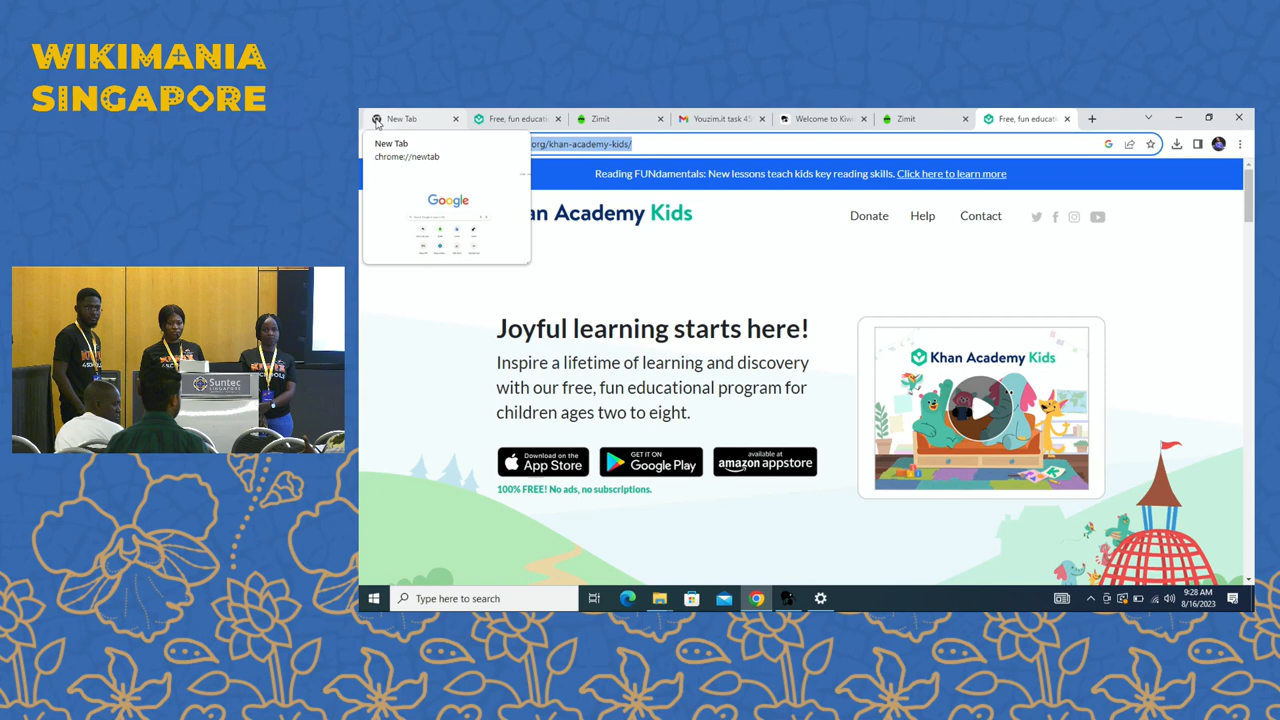 WIKIMANIA
SINGAPORE
New Tab
Free, fun educati
Zimit
Youzim.it task 45
Welcome to Kiw
Zimit
Free, fun educat
New Tab
chrome://newtab
Google
org/khan-academy-kids/
Reading FUNdamentals: New lessons teach kids key reading skills. Click here to learn more
an Academy Kids
Donate
Help
Contact
Joyful learning starts here!
Inspire a lifetime of learning and discovery
with our free, fun educational program for
children ages two to eight.
Download on the
App Store
GET IT ON
Google Play
available at
amazon appstore
100% FREE! No ads, no subscriptions.
Khan Academy Kids
Suntec
SINGAPORE
Type here to search
9:28 AM
8/16/2023